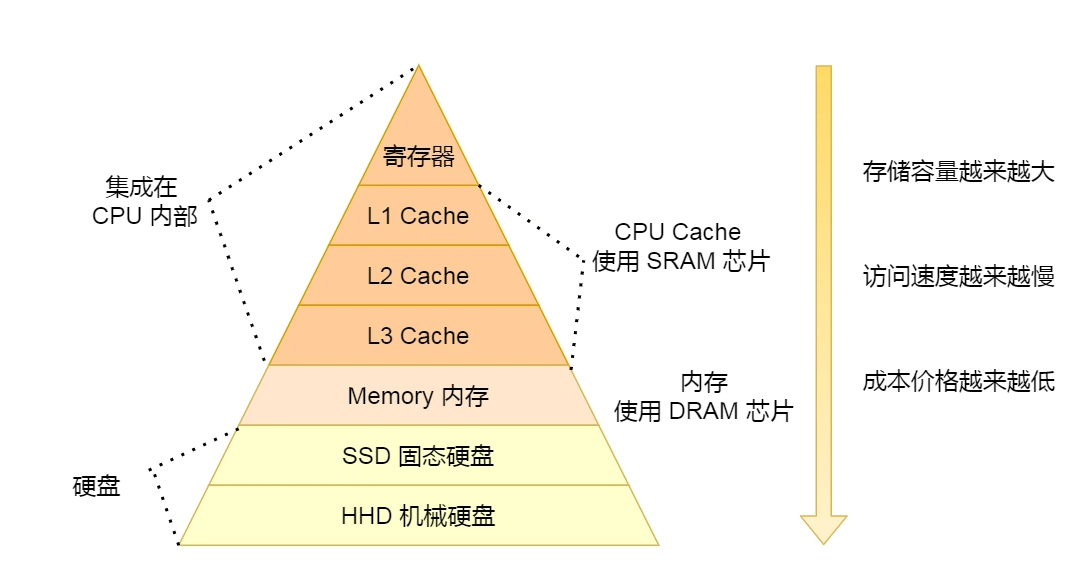 寄存器
集成在
CPU 内部
L1 Cache
L2 Cache
L3 Cache
CPU Cache
使用 SRAM 芯片
Memory 内存
内存
使用 DRAM 芯片
硬盘
SSD 固态硬盘
HHD 机械硬盘
存储容量越来越大
访问速度越来越慢
成本价格越来越低